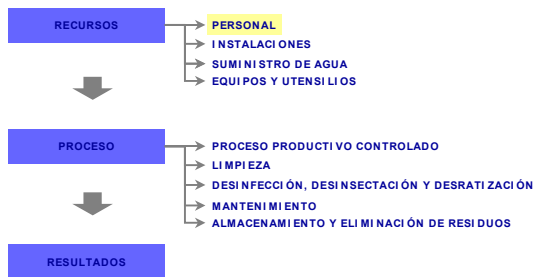 RECURSOS
PERSONAL
INSTALACIONES
SUMINISTRO DE AGUA
EQUIPOS Y UTENSILIOS
PROCESO
PROCESO PRODUCTIVO CONTROLADO
LIMPIEZA
DESINFECCIÓN, DESINSECTACIÓN Y DESRATIZACIÓN
MANTENIMIENTO
ALMACENAMIENTO Y ELIMINACIÓN DE RESIDUOS
RESULTADOS